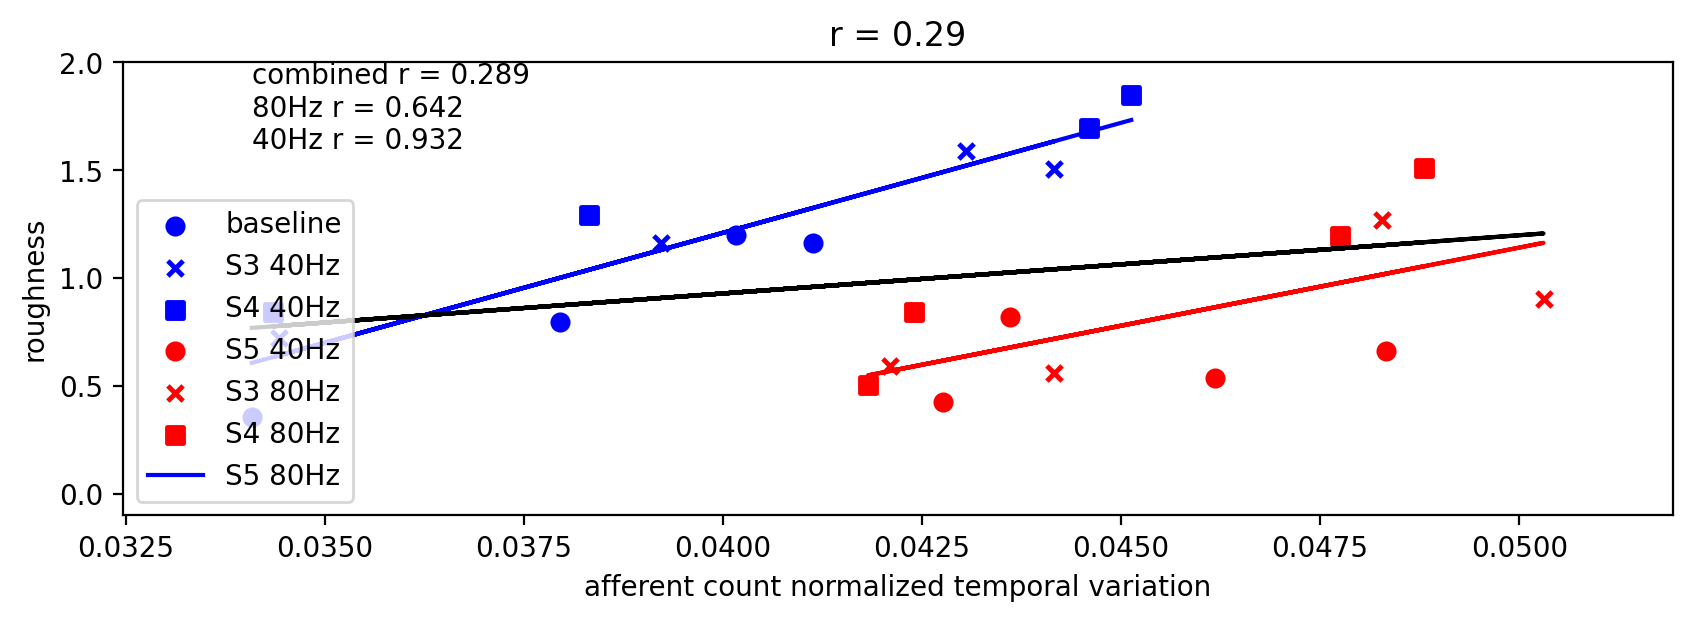 r = 0.29
combined r = 0.289
80Hz r = 0.642
40Hz r = 0.932
2.0
1.5
1.0
0.5
0.0
roughness
baseline
S3 40Hz
S4 40Hz
S5 40Hz
S3 80Hz
S4 80Hz
S5 80Hz
0.0325 0.0350 0.0375 0.0400 0.0425 0.0450 0.0475 0.0500
afferent count normalized temporal variation